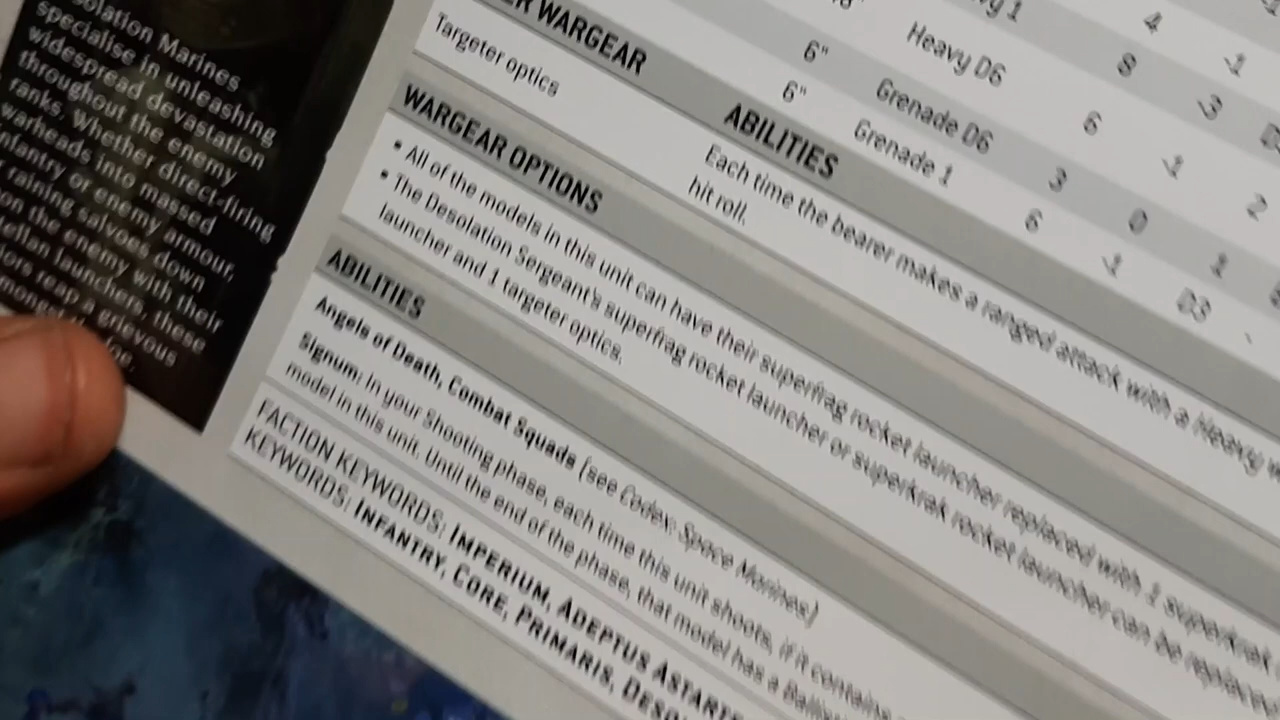 solation Marines
specialise in unleashing
widespread devastation
throughout the enemy
ranks. Whether direct-firing
warheads into massed
infantry or enemy armour,
raining salvoes down
on the enemy with their
launchers, these
reap a grievous
Heavy D6 8 -3
6" Grenade D6 3 0 1
6" Grenade 1 6 -1 D3
WARGEAR ABILITIES
Targeter optics Each time the bearer makes a ranged attack with a Heavy
hit roll.
WARGEAR OPTIONS
• All of the models in this unit can have their superfrag rocket launcher replaced with 1 superkrak
• The Desolation Sergeant's superfrag rocket launcher or superkrak rocket launcher can be replaced
launcher and 1 targeter optics.
ABILITIES
Angels of Death, Combat Squads (see Codex: Space Marines)
Signum: In your Shooting phase, each time this unit shoots, if it contains
model in this unit. Until the end of the phase, that model has a
FACTION KEYWORDS: IMPERIUM, ADEPTUS ASTARTE
KEYWORDS: INFANTRY, CORE, PRIMARIS, DESO